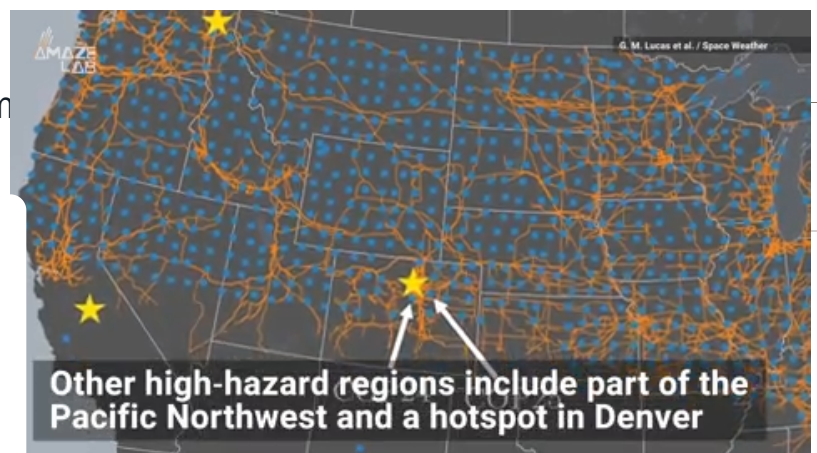 AMAZE
LAB
G. M. Lucas et al. / Space Weather
Other high-hazard regions include part of the
Pacific Northwest and a hotspot in Denver